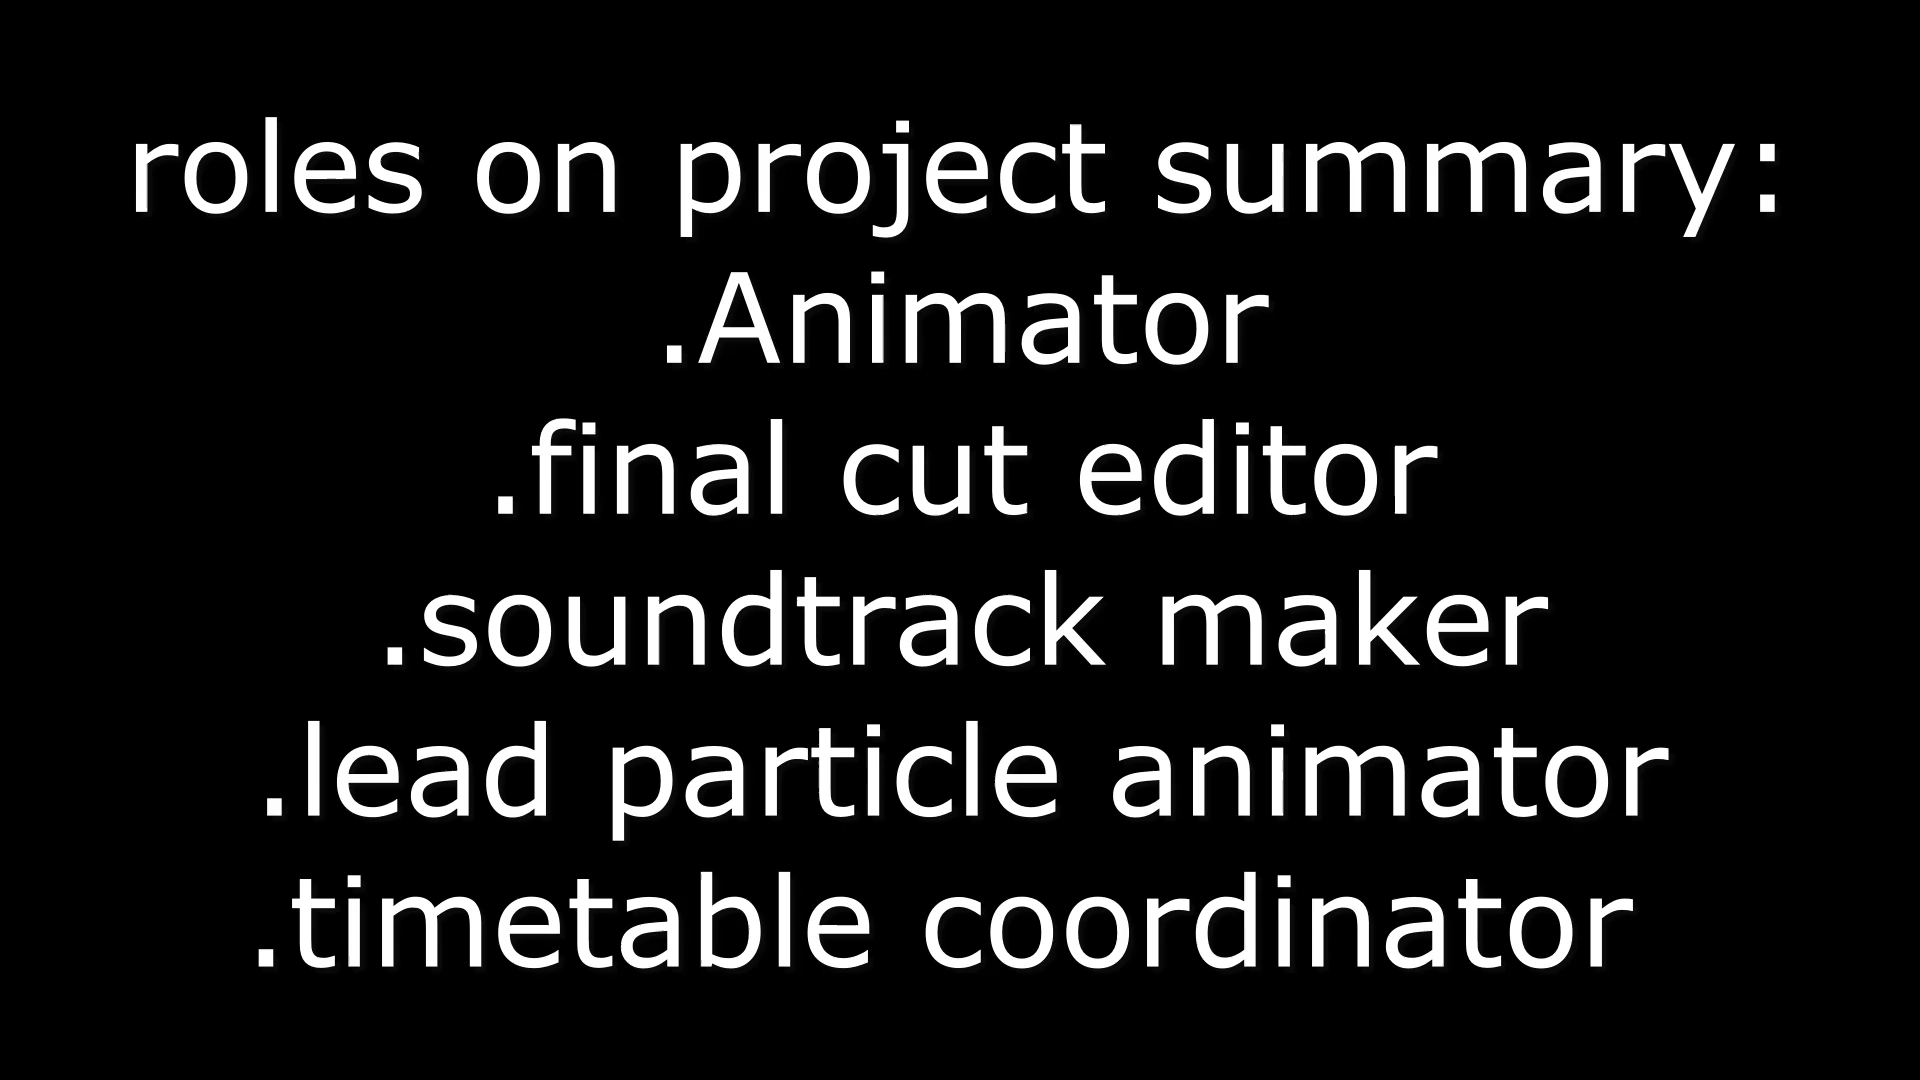 roles on project summary:
.Animator
.final cut editor
.soundtrack maker
.lead particle animator
.timetable coordinator